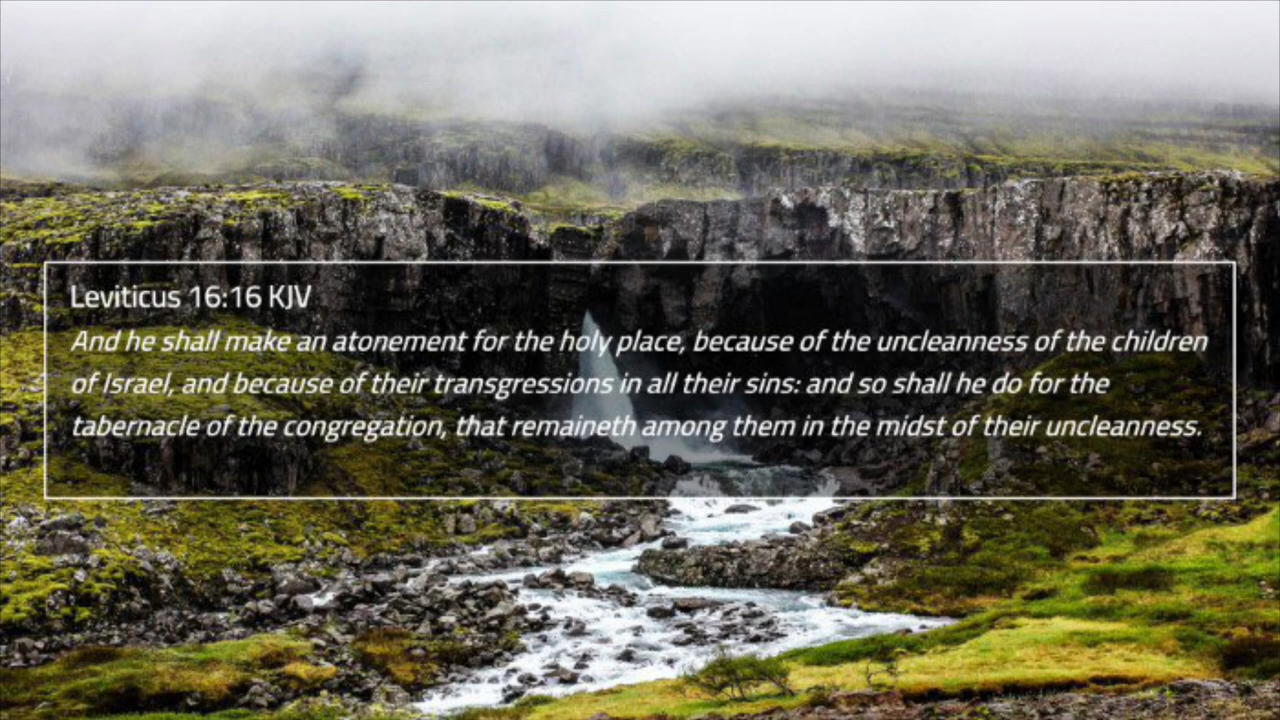 Leviticus 16:16 KJV
And he shall make an atonement for the holy place, because of the uncleanness of the children
of Israel, and because of their transgressions in all their sins: and so shall he do for the
tabernacle of the congregation, that remaineth among them in the midst of their uncleanness.